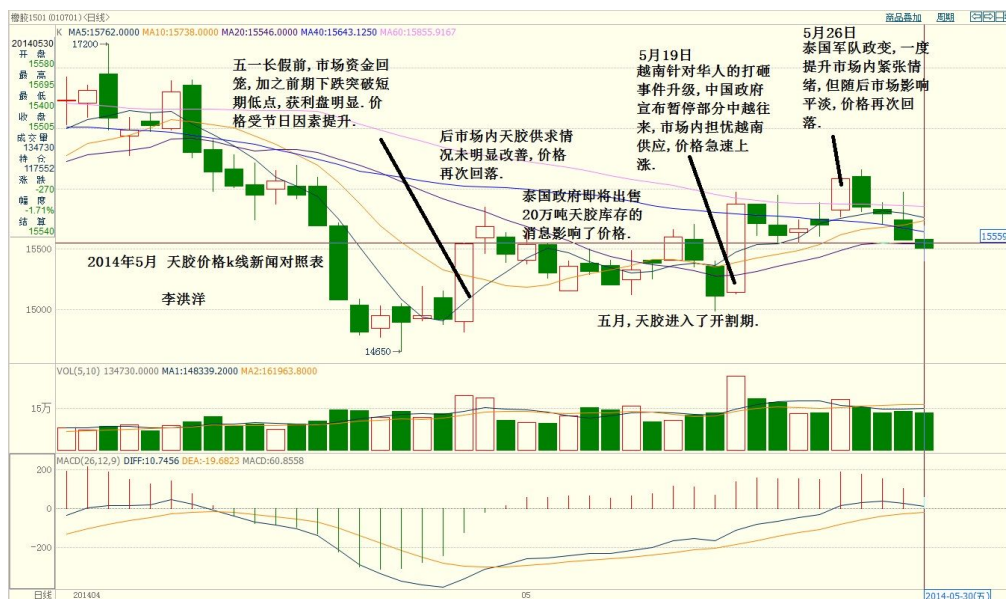 橡胶1501 (010701)<日线>
商品叠加 周期
K MA5:15762.0000 MA10:15738.0000 MA20:15546.0000 MA40:15643.1250 MA60:15855.9167
20140530
开 盘
15580
最 高
15695
最 低
15400
收 盘
15505
成交量
134730
持 仓
117552
涨 跌
-270
幅 度
-1.71%
结 算
15540
17200
五一长假前,市场资金回
笼,加之前期下跌突破短
期低点,获利盘明显.价
格受节日因素提升.
后市场内天胶供求情
况未明显改善,价格
再次回落.
泰国政府即将出售
20万吨天胶库存的
消息影响了价格.
5月19日
越南针对华人的打砸
事件升级,中国政府
宣布暂停部分中越往
来,市场内担忧越南
供应,价格急速上
涨.
5月26日
泰国军队政变,一度
提升市场内紧张情
绪,但随后市场影响
平淡,价格再次回
落.
15500
15559
2014年5月 天胶价格k线新闻对照表
李洪洋
15000
五月,天胶进入了开割期.
14650
VOL(5,10) 134730.0000 MA1:148339.2000 MA2:161963.8000
15万
MACD(26,12,9) DIFF:10.7456 DEA:-19.6823 MACD:60.8558
200
0
-200
日线 201404 05 2014-05-30(五)